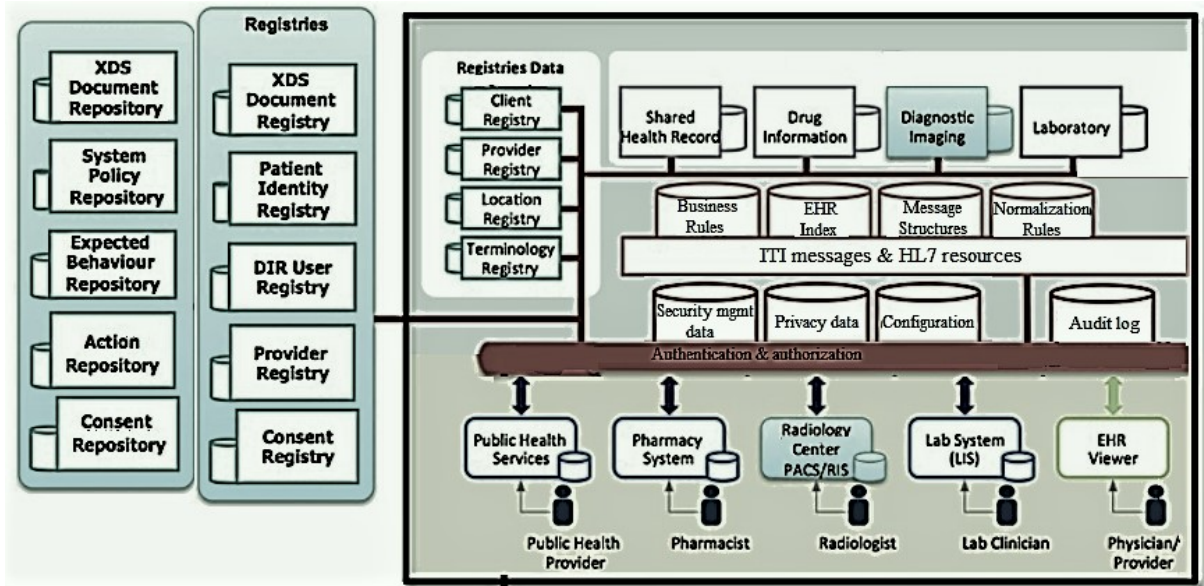 XDS
Document
Repository
System
Policy
Repository
Expected
Behaviour
Repository
Action
Repository
Consent
Repository
Registries
XDS
Document
Registry
Patient
Identity
Registry
DIR User
Registry
Provider
Registry
Consent
Registry
Registries Data
Client
Registry
Provider
Registry
Location
Registry
Terminology
Registry
Shared
Health Record
Drug
Information
Diagnostic
Imaging
Laboratory
Business
Rules
EHR
Index
Message
Structures
Normalization
Rules
ITI messages & HL7 resources
Security mgmt
data
Privacy data
Configuration
Audit log
Authentication & authorization
Public Health
Services
Pharmacy
System
Radiology
Center
PACS/RIS
Lab System
(LIS)
EHR
Viewer
Public Health
Provider
Pharmacist
Radiologist
Lab Clinician
Physician/
Provider